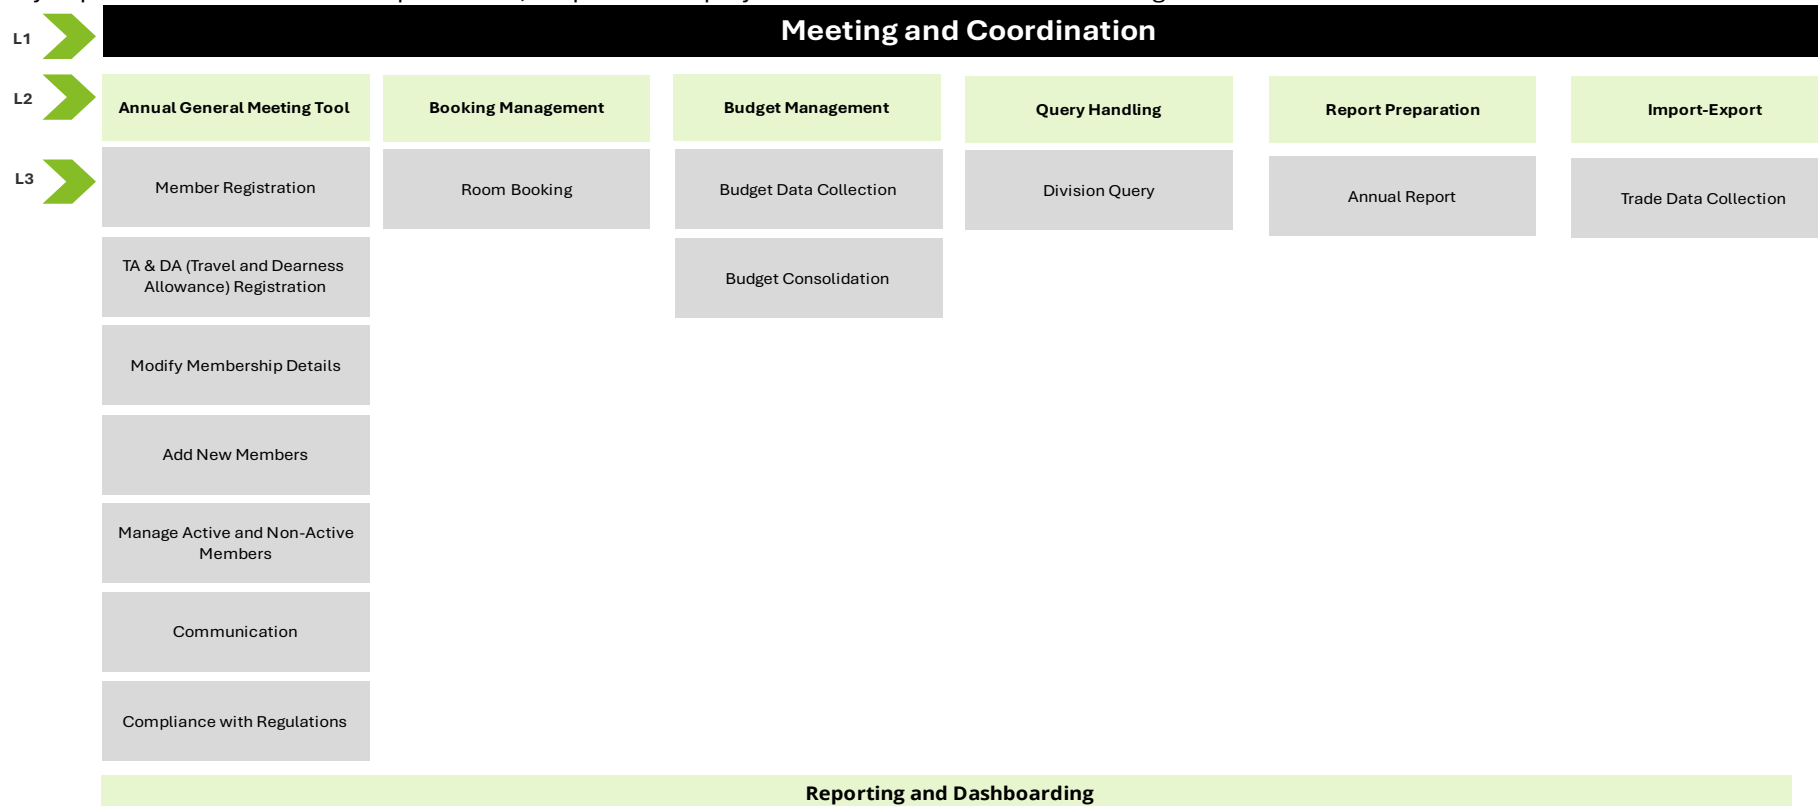 L1
Meeting and Coordination
L2
Annual General Meeting Tool
Booking Management
Budget Management
Query Handling
Report Preparation
Import-Export
L3
Member Registration
Room Booking
Budget Data Collection
Division Query
Annual Report
Trade Data Collection
TA & DA (Travel and Dearness
Allowance) Registration
Budget Consolidation
Modify Membership Details
Add New Members
Manage Active and Non-Active
Members
Communication
Compliance with Regulations
Reporting and Dashboarding